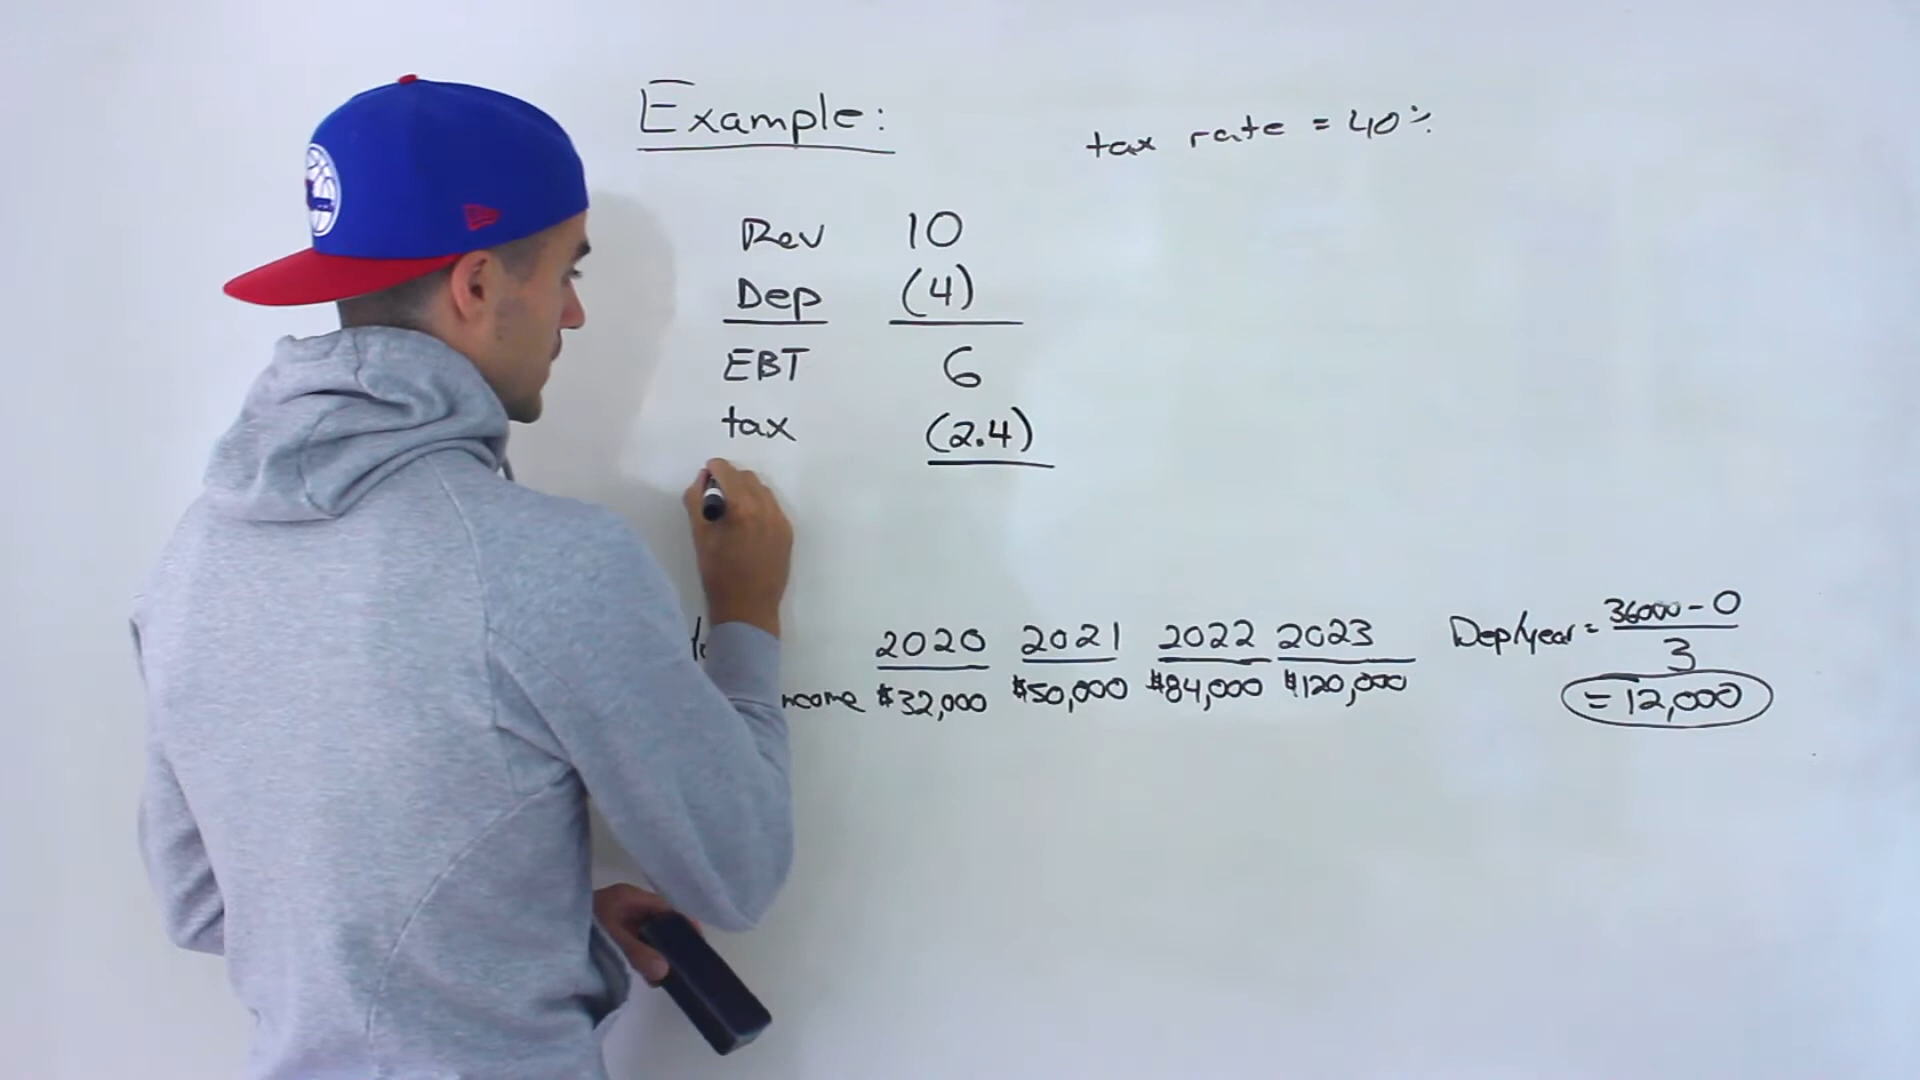 Example:
tax rate = 40%
Rev 10
Dep (4)
EBT 6
tax (2.4)
2020 2021 2022 2023
ncome $32,000 $50,000 $84,000 $120,000
Dep/year = 36000 - 0
3
= 12,000